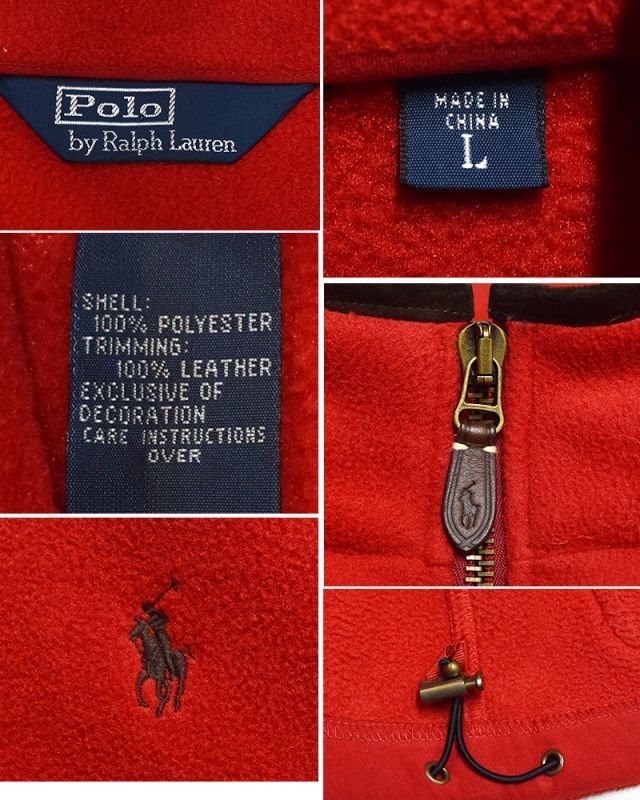 Polo
by Ralph Lauren
MADE IN
CHINA
L
SHELL:
100% POLYESTER
TRIMMING:
100% LEATHER
EXCLUSIVE OF
DECORATION
CARE INSTRUCTIONS
OVER